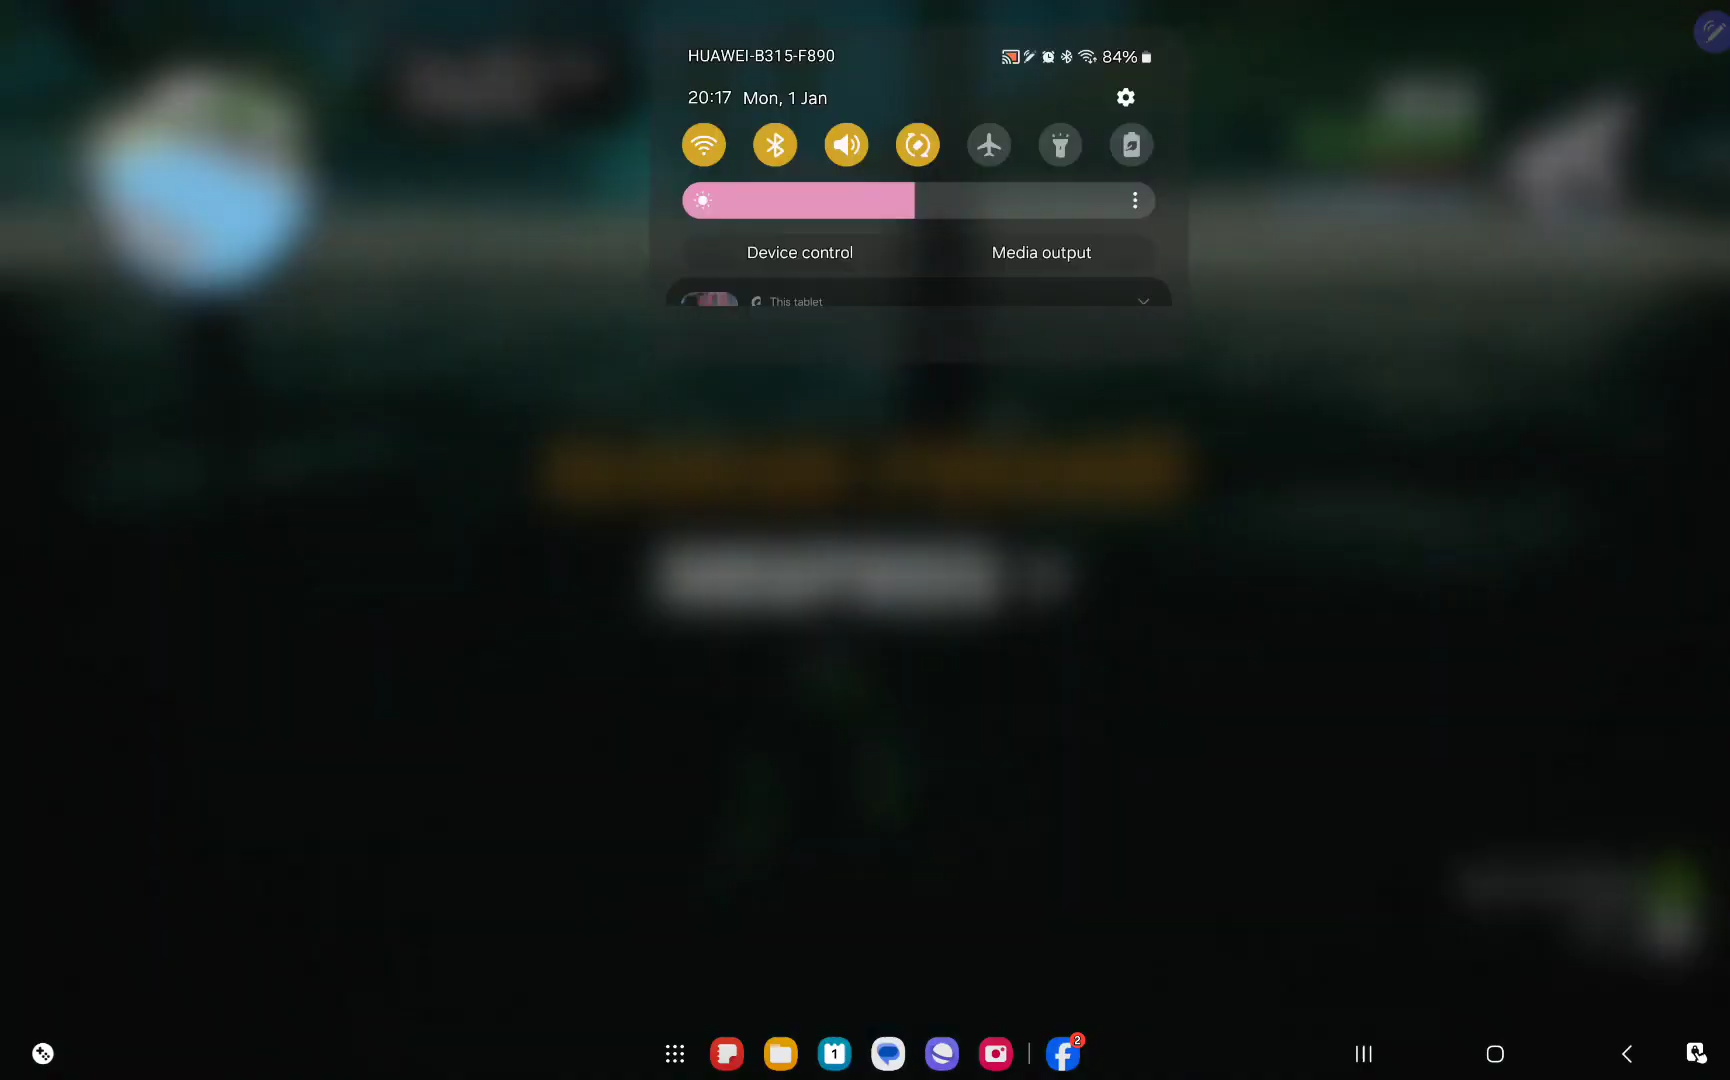 HUAWEI-B315-F890
84%
20:17 Mon, 1 Jan
Device control
Media output
This tablet
1
2